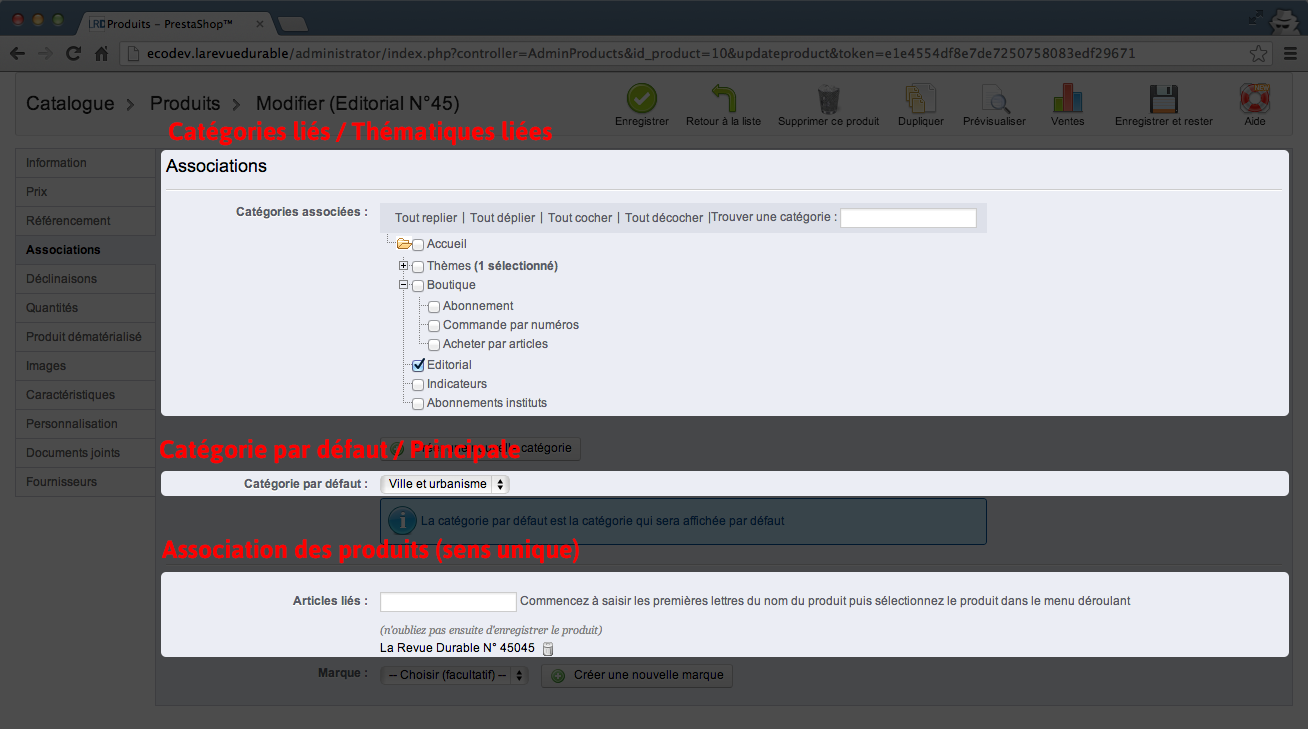 LRD Produits – PrestaShop™
ecodev.larevuedurable/administrator/index.php?controller=AdminProducts&id_product=10&updateproduct&token=e1e4554df8e7de7250758083edf29671
Catalogue > Produits > Modifier (Editorial N°45)
Enregistrer
Retour à la liste
Supprimer ce produit
Dupliquer
Prévisualiser
Ventes
Enregistrer et rester
NEW
Aide
Catégories liés / Thématiques liées
Information
Prix
Référencement
Associations
Déclinaisons
Quantités
Produit dématérialisé
Images
Caractéristiques
Personnalisation
Documents joints
Fournisseurs
Associations
Catégories associées :
Tout replier | Tout déplier | Tout cocher | Tout décocher |Trouver une catégorie :
Accueil
Thèmes (1 sélectionné)
Boutique
Abonnement
Commande par numéros
Acheter par articles
Editorial
Indicateurs
Abonnements instituts
Catégorie par défaut / Principale
catégorie
Catégorie par défaut :
Ville et urbanisme
La catégorie par défaut est la catégorie qui sera affichée par défaut
Association des produits (sens unique)
Articles liés :
Commencez à saisir les premières lettres du nom du produit puis sélectionnez le produit dans le menu déroulant
(n'oubliez pas ensuite d'enregistrer le produit)
La Revue Durable N° 45045
Marque :
-- Choisir (facultatif) --
Créer une nouvelle marque